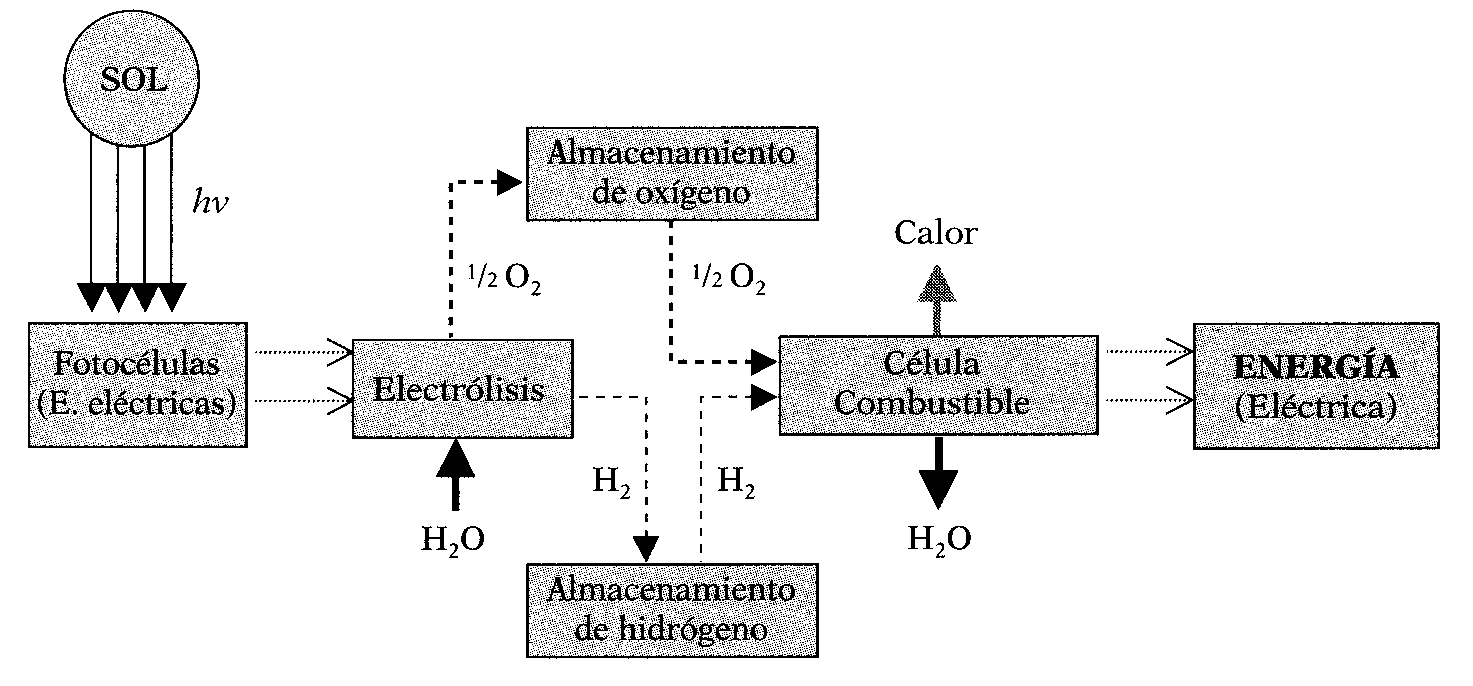 SOL
hν
Almacenamiento
de oxígeno
Calor
½ O₂
½ O₂
Fotocélulas
(E. eléctricas)
Electrólisis
Célula
Combustible
ENERGÍA
(Eléctrica)
H₂
H₂
H₂O
H₂O
Almacenamiento
de hidrógeno